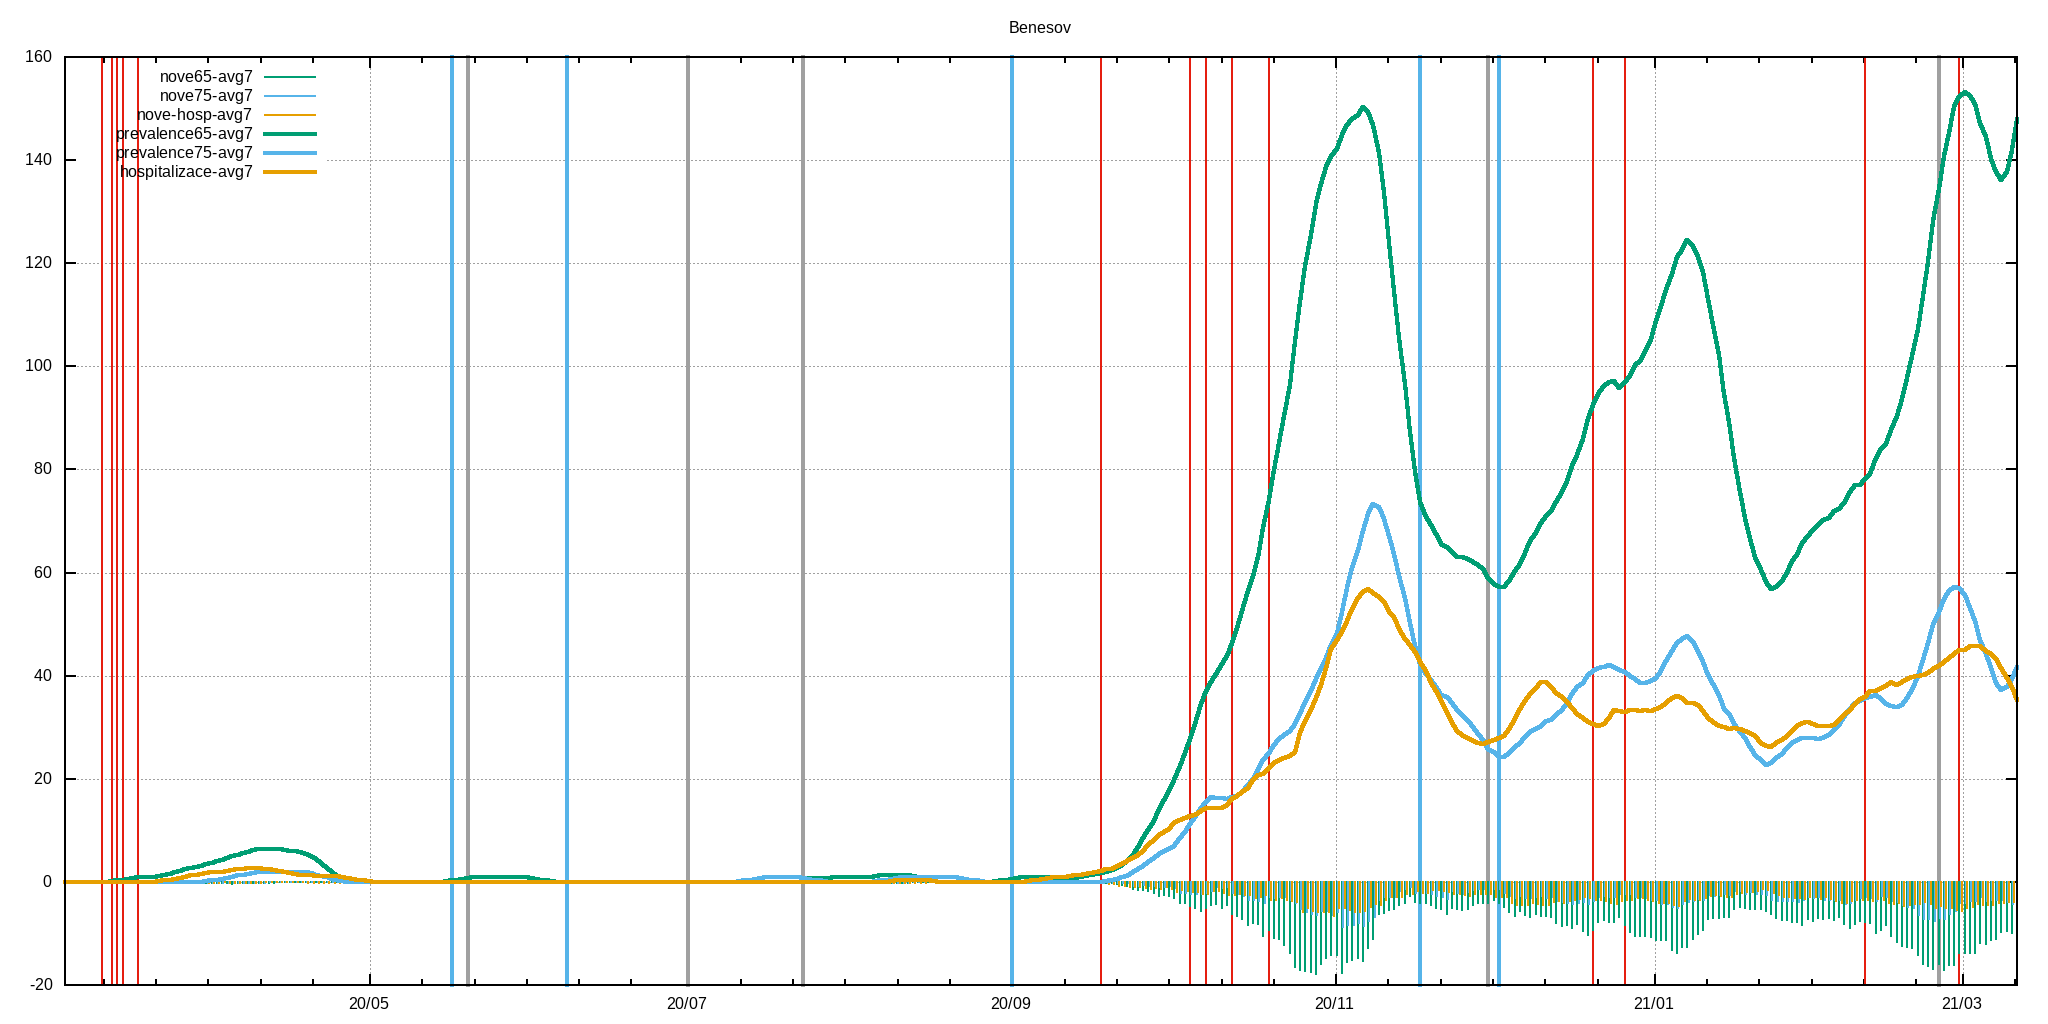 Benesov
160
nove65-avg7
nove75-avg7
nove-hosp-avg7
prevalence65-avg7
prevalence75-avg7
hospitalizace-avg7
140
120
100
80
60
40
20
0
-20
20/05 20/07 20/09 20/11 21/01 21/03